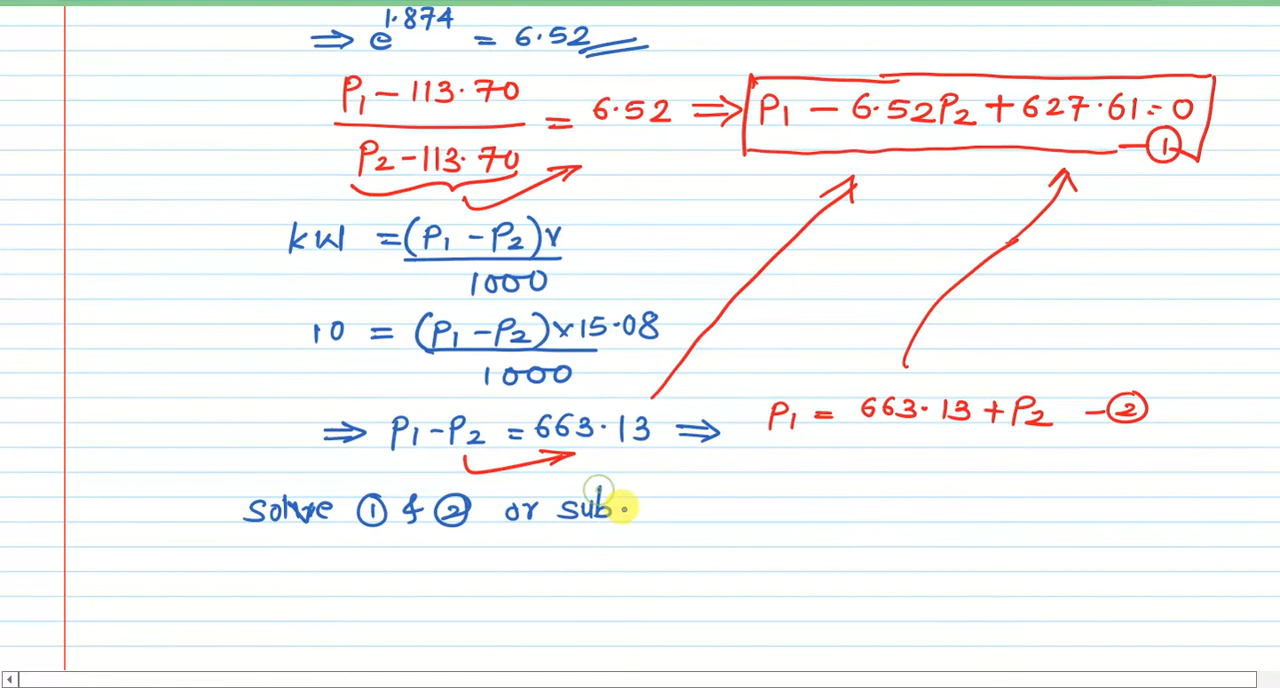 ⇒ e^1.874 = 6.52
(P1 - 113.70) / (P2 - 113.70) = 6.52 ⇒ P1 - 6.52P2 + 627.61 = 0 - ①
kW = (P1 - P2)v / 1000
10 = (P1 - P2) × 15.08 / 1000
⇒ P1 - P2 = 663.13 ⇒ P1 = 663.13 + P2 - ②
Solve ① & ② or sub.